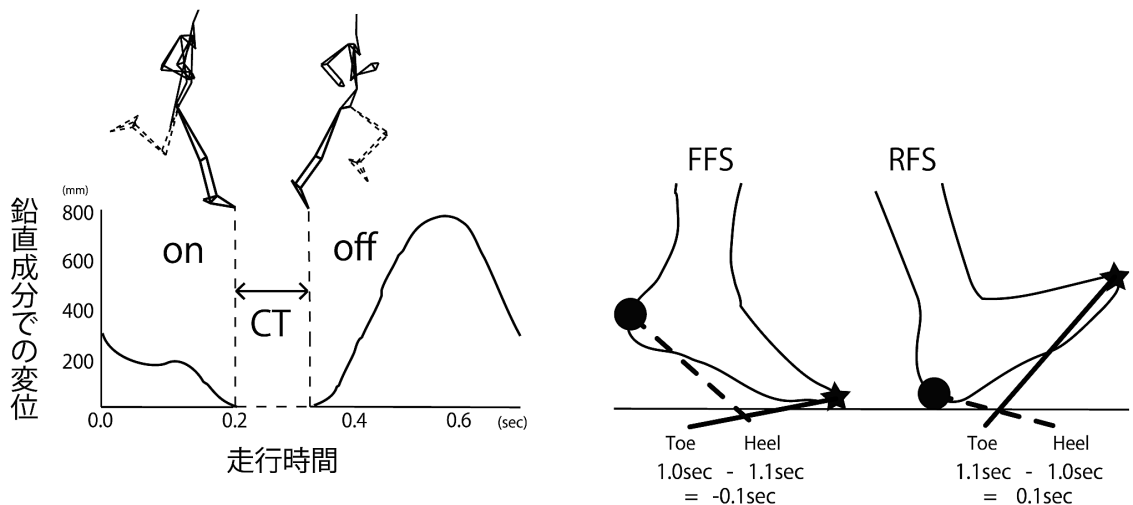 鉛直成分での変位
(mm)
800
600
400
200
on
off
CT
0.0
0.2
0.4
0.6
(sec)
走行時間
FFS
RFS
Toe Heel
1.0sec - 1.1sec
= -0.1sec
Toe Heel
1.1sec - 1.0sec
= 0.1sec